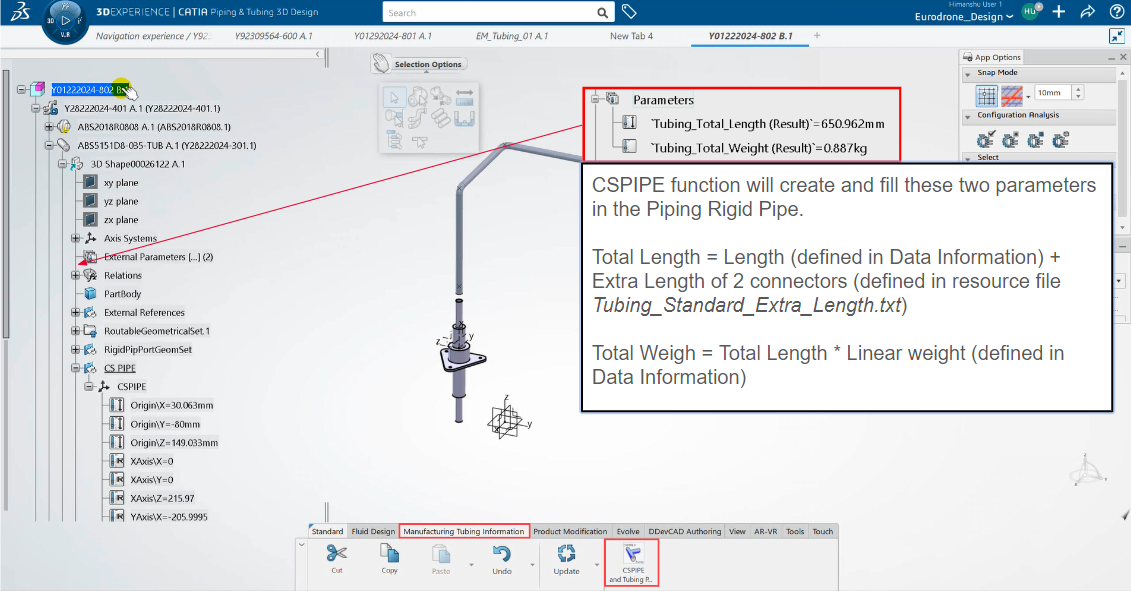 3DEXPERIENCE | CATIA Piping & Tubing 3D Design
Search
Himanshu User 1
Eurodrone_Design
HU
3D
V.R
Navigation experience / Y923
Y92309564-600 A.1
Y01292024-801 A.1
EM_Tubing_01 A.1
New Tab 4
Y01222024-802 B.1
Selection Options
App Options
Snap Mode
10mm
Configuration Analysis
Select
Y01222024-802 B.1
Y28222024-401 A.1 (Y28222024-401.1)
ABS2018R0808 A.1 (ABS2018R0808.1)
ABS5151D8-035-TUB A.1 (Y28222024-301.1)
3D Shape00026122 A.1
xy plane
yz plane
zx plane
Axis Systems
External Parameters [...] (2)
Relations
PartBody
External References
RoutableGeometricalSet.1
RigidPipPortGeomSet
CS PIPE
CSPIPE
Origin\X=30.063mm
Origin\Y=-80mm
Origin\Z=149.033mm
XAxis\X=0
XAxis\Y=0
XAxis\Z=215.97
YAxis\X=-205.9995
Parameters
`Tubing_Total_Length (Result)`=650.962mm
`Tubing_Total_Weight (Result)`=0.887kg
CSPIPE function will create and fill these two parameters
in the Piping Rigid Pipe.
Total Length = Length (defined in Data Information) +
Extra Length of 2 connectors (defined in resource file
Tubing_Standard_Extra_Length.txt)
Total Weigh = Total Length * Linear weight (defined in
Data Information)
z
y
x
z
y
Standard
Fluid Design
Manufacturing Tubing Information
Product Modification
Evolve
DDevCAD Authoring
View
AR-VR
Tools
Touch
Cut
Copy
Paste
Undo
Update
CSPIPE
and Tubing P..